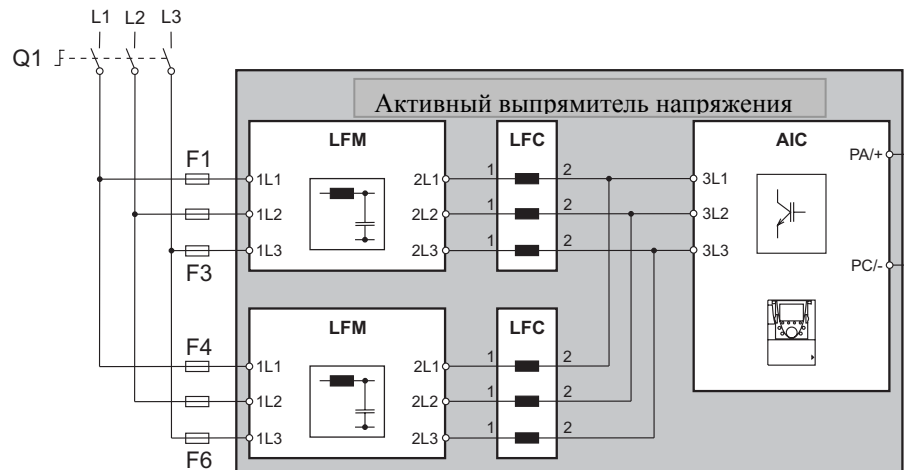 L1 L2 L3
Q1
Активный выпрямитель напряжения
LFM LFC AIC
F1
1L1 2L1 1 2 3L1 PA/+
1L2 2L2 1 2 3L2
1L3 2L3 1 2 3L3
F3 PC/-
LFM LFC
F4
1L1 2L1 1 2
1L2 2L2 1 2
1L3 2L3 1 2
F6